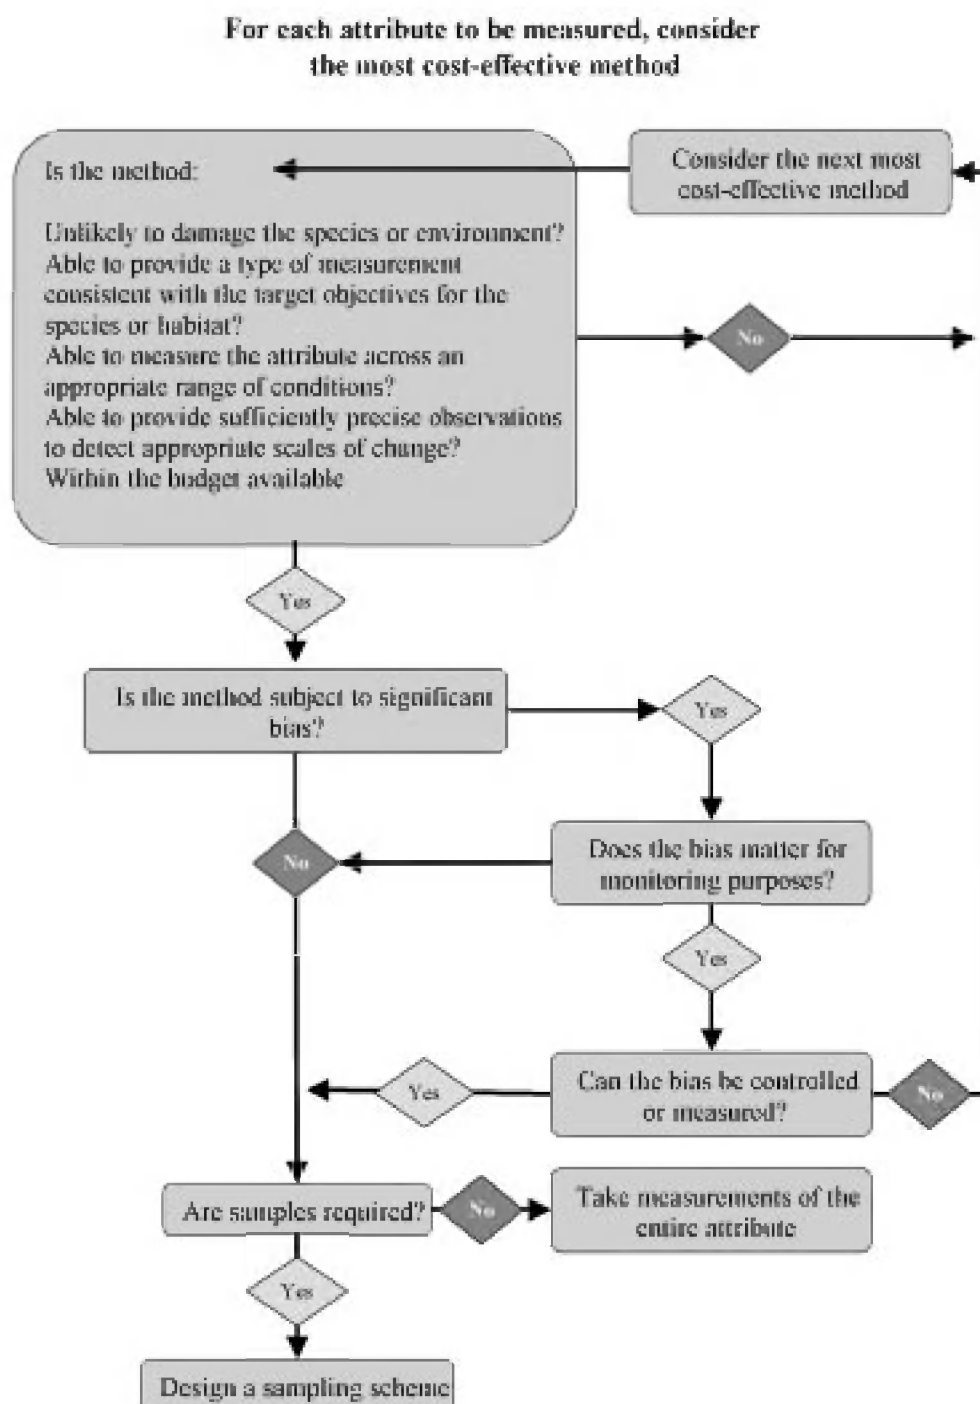 For each attribute to be measured, consider
the most cost-effective method
Is the method:
Unlikely to damage the species or environment?
Able to provide a type of measurement
consistent with the target objectives for the
species or habitat?
Able to measure the attribute across an
appropriate range of conditions?
Able to provide sufficiently precise observations
to detect appropriate scales of change?
Within the budget available
Consider the next most
cost-effective method
No
Yes
Is the method subject to significant
bias?
Yes
No
Does the bias matter for
monitoring purposes?
Yes
Yes
Can the bias be controlled
or measured?
No
Are samples required?
No
Take measurements of the
entire attribute
Yes
Design a sampling scheme